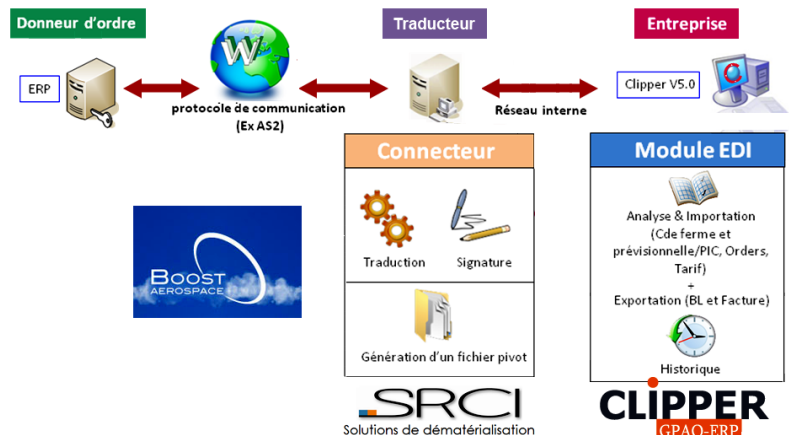 Donneur d'ordre
Traducteur
Entreprise
ERP
W
Clipper V5.0
protocole de communication
(Ex AS2)
Réseau interne
Connecteur
Module EDI
Traduction
Signature
Analyse & Importation
(Cde ferme et
prévisionnelle/PIC, Orders,
Tarif)
+
Exportation (BL et Facture)
BOOST
AEROSPACE
Génération d'un fichier pivot
Historique
SRCI
Solutions de dématérialisation
CLiPPER
GPAO-ERP